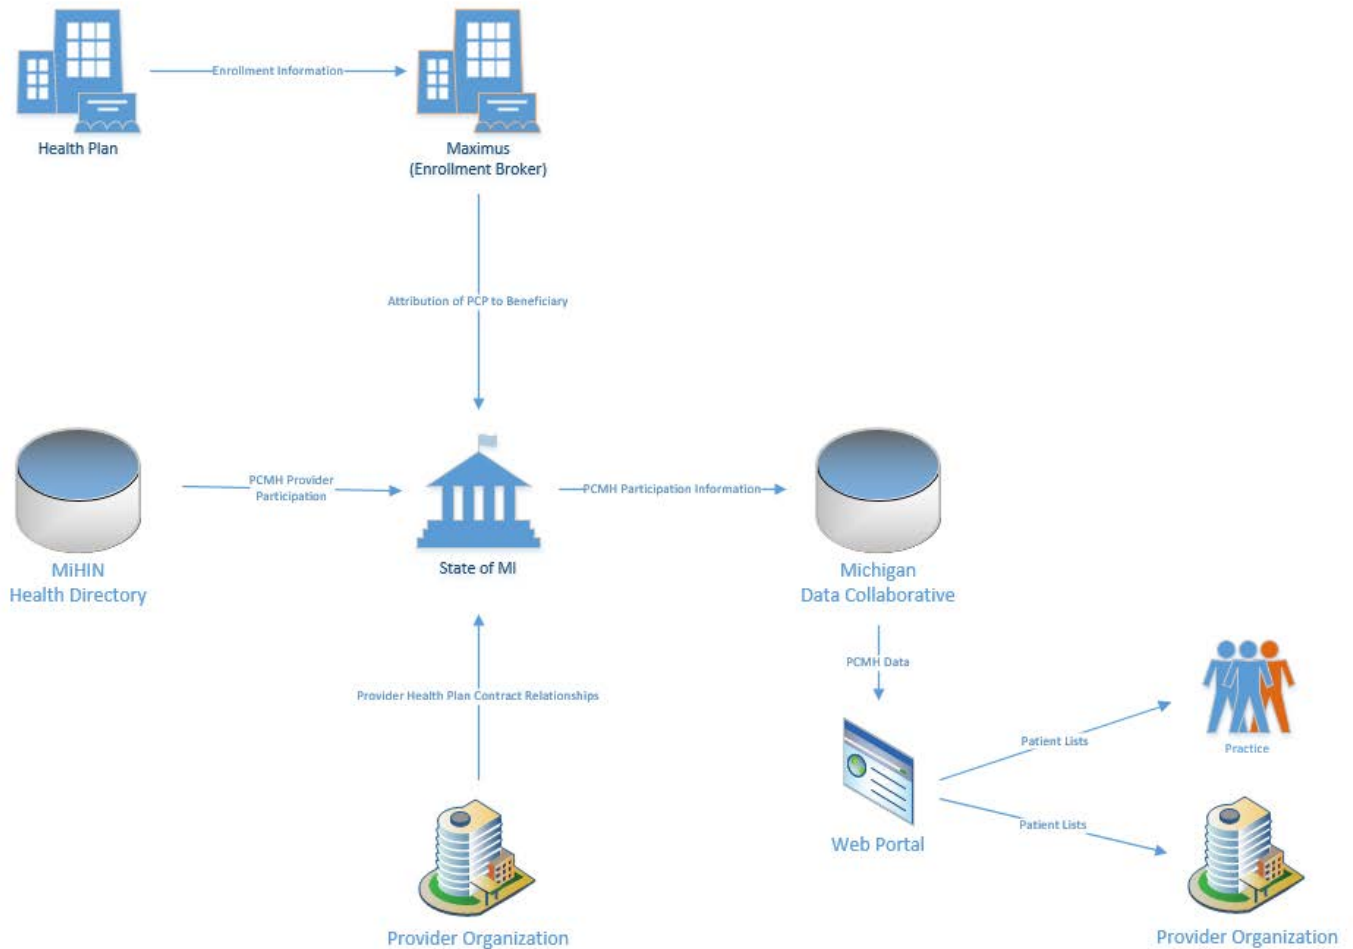 Enrollment Information
Health Plan
Maximus
(Enrollment Broker)
Attribution of PCP to Beneficiary
PCMH Provider
Participation
PCMH Participation Information
MiHIN
Health Directory
State of MI
Michigan
Data Collaborative
Provider Health Plan Contract Relationships
PCMH Data
Patient Lists
Practice
Patient Lists
Web Portal
Provider Organization
Provider Organization